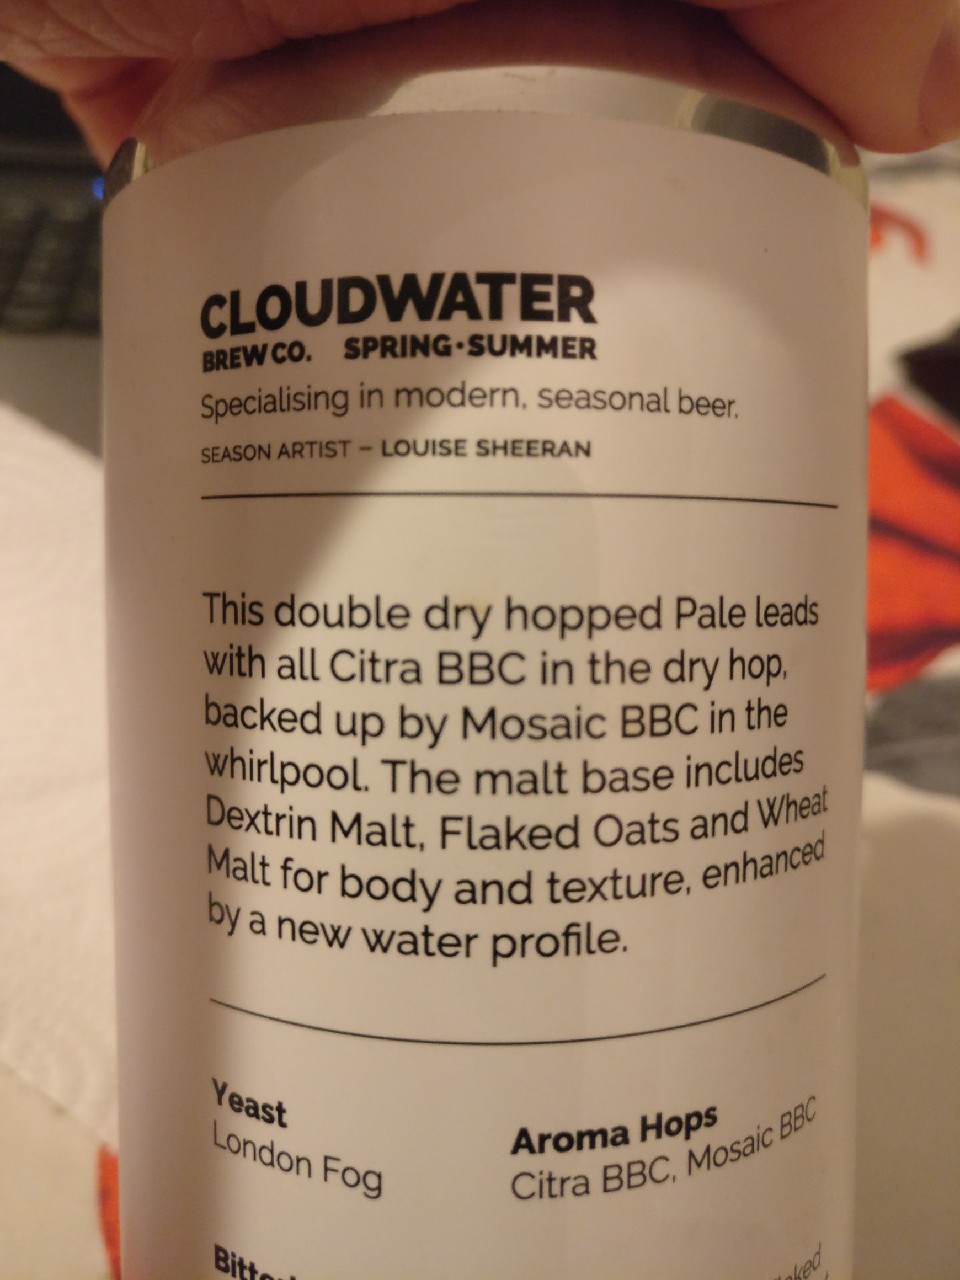 CLOUDWATER
BREW CO. SPRING·SUMMER
Specialising in modern, seasonal beer.
SEASON ARTIST – LOUISE SHEERAN
This double dry hopped Pale leads
with all Citra BBC in the dry hop,
backed up by Mosaic BBC in the
whirlpool. The malt base includes
Dextrin Malt, Flaked Oats and Wheat
Malt for body and texture, enhanced
by a new water profile.
Yeast
London Fog
Aroma Hops
Citra BBC, Mosaic BBC